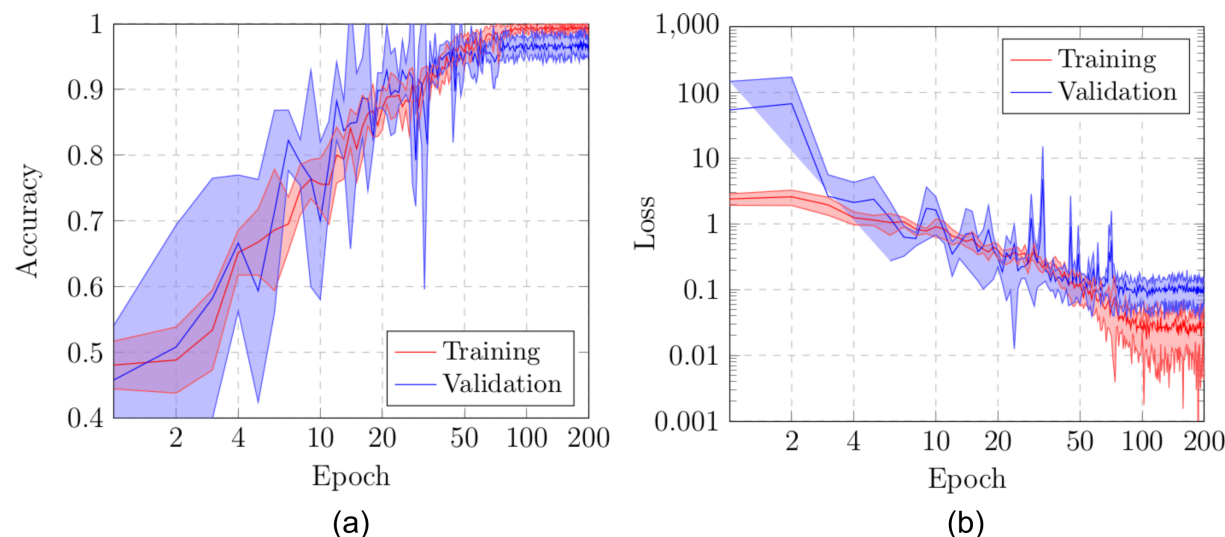 1
0.9
0.8
0.7
0.6
0.5
0.4
Accuracy
2 4 10 20 50 100 200
Epoch
Training
Validation
(a)
1,000
100
10
1
0.1
0.01
0.001
Loss
2 4 10 20 50 100 200
Epoch
Training
Validation
(b)